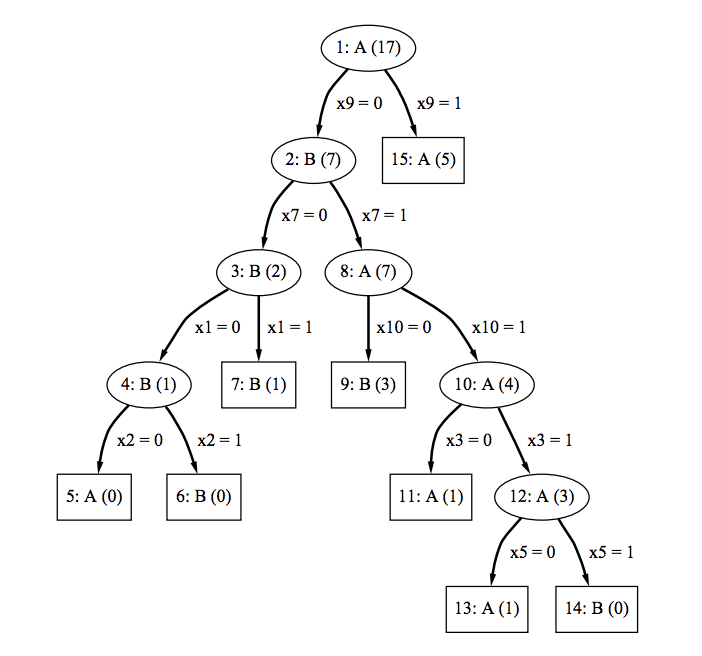 1: A (17)
x9 = 0
x9 = 1
2: B (7)
15: A (5)
x7 = 0
x7 = 1
3: B (2)
8: A (7)
x1 = 0
x1 = 1
x10 = 0
x10 = 1
4: B (1)
7: B (1)
9: B (3)
10: A (4)
x2 = 0
x2 = 1
x3 = 0
x3 = 1
5: A (0)
6: B (0)
11: A (1)
12: A (3)
x5 = 0
x5 = 1
13: A (1)
14: B (0)